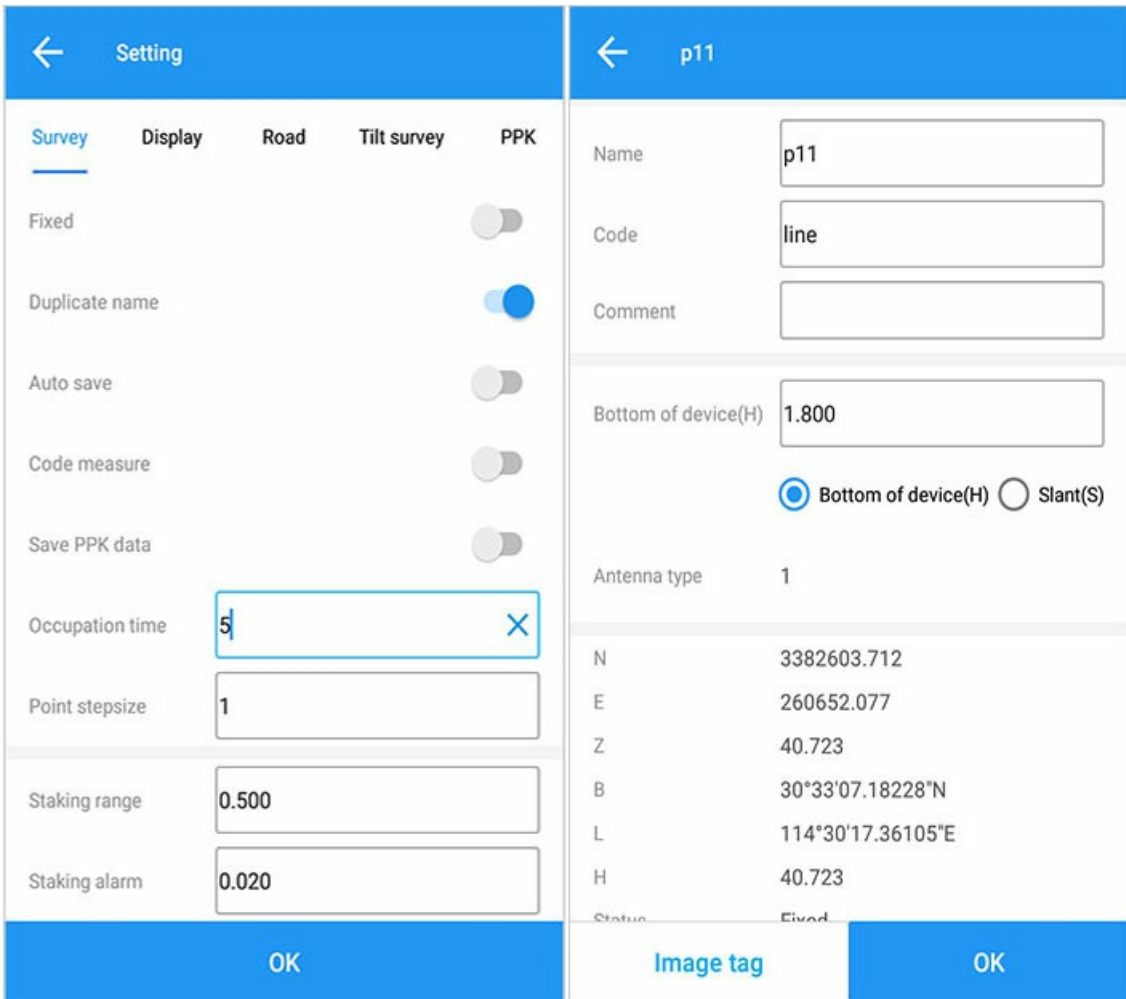 Setting
Survey Display Road Tilt survey PPK
Fixed
Duplicate name
Auto save
Code measure
Save PPK data
Occupation time 5
Point stepsize 1
Staking range 0.500
Staking alarm 0.020
OK
p11
Name p11
Code line
Comment
Bottom of device(H) 1.800
Bottom of device(H) Slant(S)
Antenna type 1
N 3382603.712
E 260652.077
Z 40.723
B 30°33'07.18228"N
L 114°30'17.36105"E
H 40.723
Status Fixed
Image tag OK